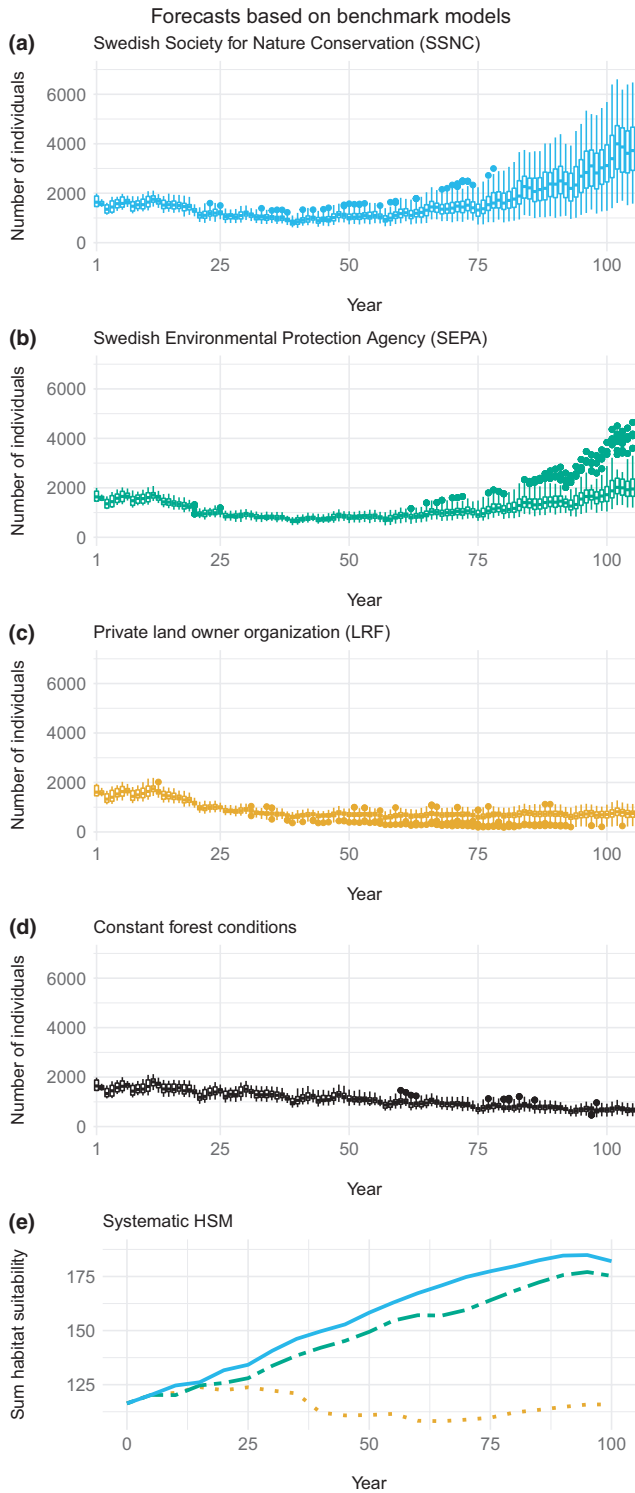 Forecasts based on benchmark models
(a) Swedish Society for Nature Conservation (SSNC)
Number of individuals
6000
4000
2000
0
1 25 50 75 100
Year
(b) Swedish Environmental Protection Agency (SEPA)
Number of individuals
6000
4000
2000
0
1 25 50 75 100
Year
(c) Private land owner organization (LRF)
Number of individuals
6000
4000
2000
0
1 25 50 75 100
Year
(d) Constant forest conditions
Number of individuals
6000
4000
2000
0
1 25 50 75 100
Year
(e) Systematic HSM
Sum habitat suitability
175
150
125
0 25 50 75 100
Year